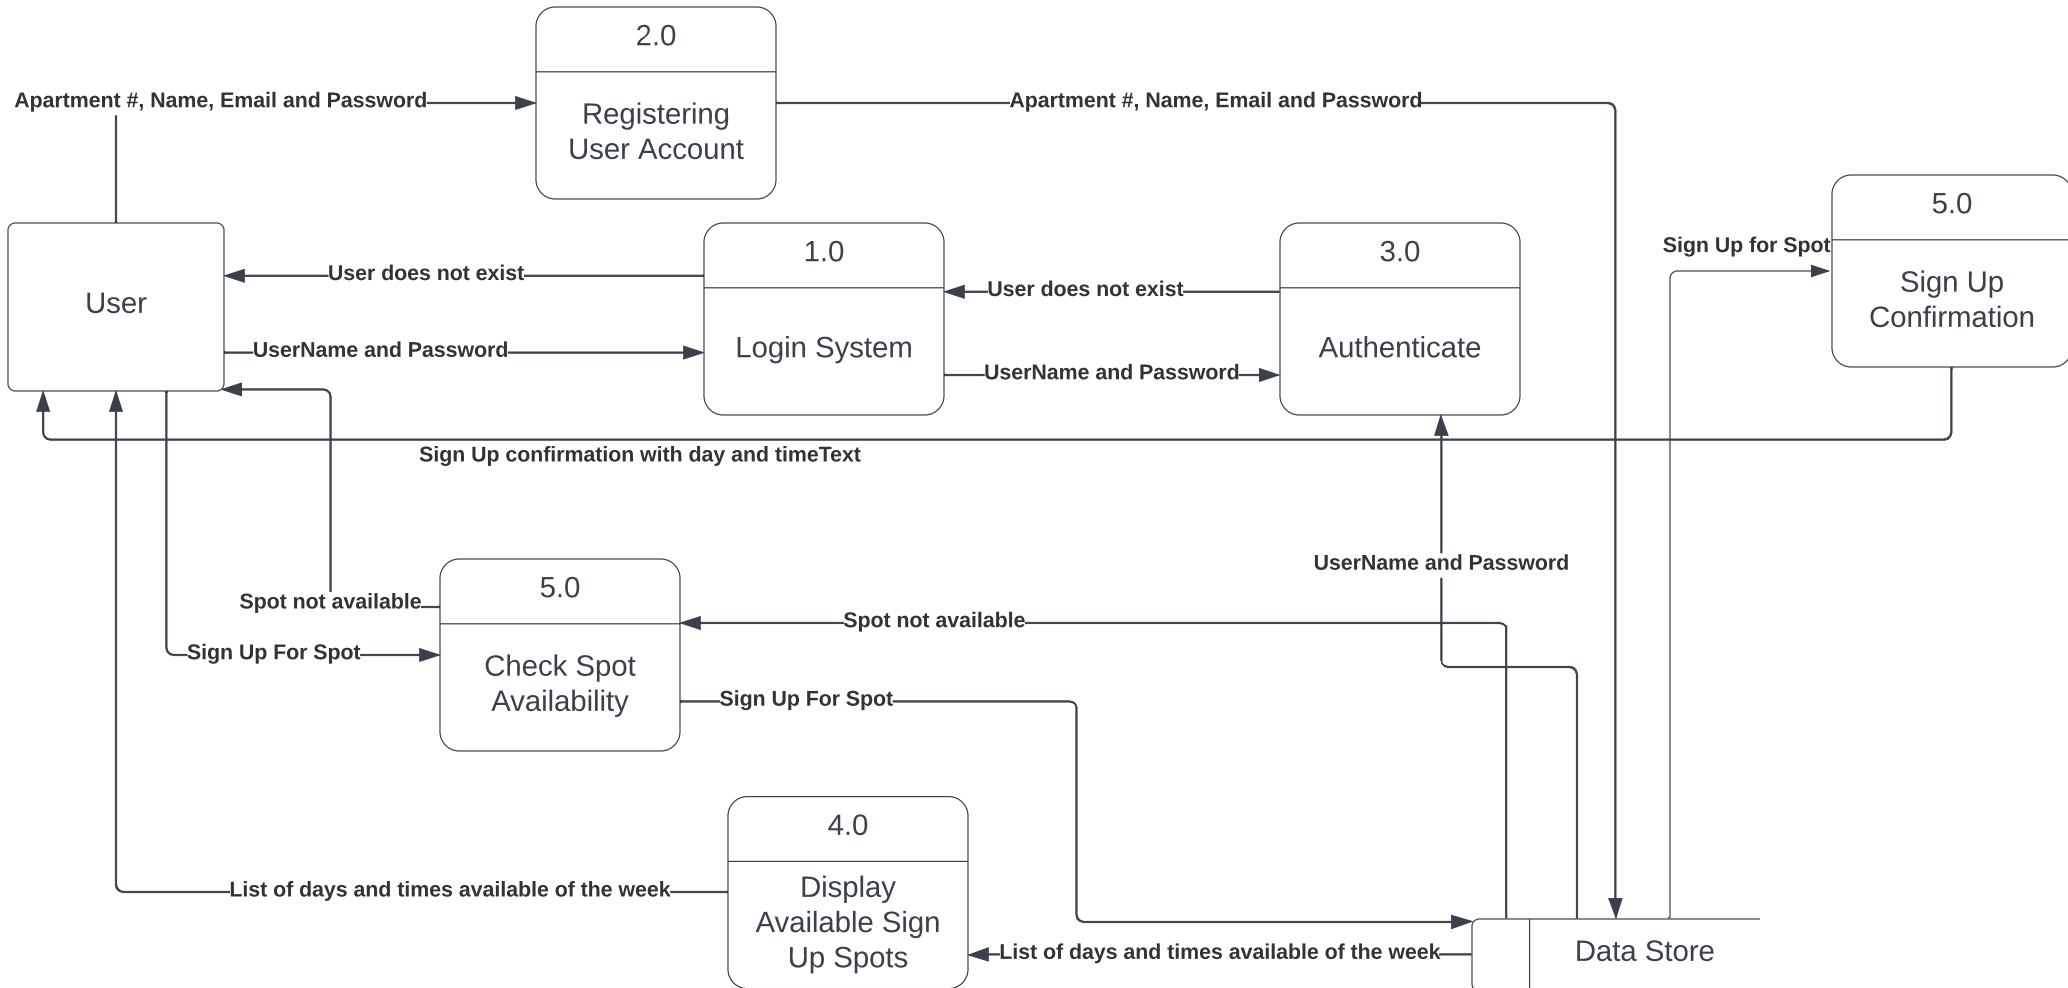 2.0
Apartment #, Name, Email and Password
Apartment #, Name, Email and Password
Registering
User Account
5.0
Sign Up for Spot
Sign Up
Confirmation
1.0
3.0
User does not exist
User does not exist
User
Login System
Authenticate
UserName and Password
UserName and Password
Sign Up confirmation with day and timeText
UserName and Password
5.0
Spot not available
Spot not available
Sign Up For Spot
Check Spot
Availability
Sign Up For Spot
4.0
List of days and times available of the week
Display
Available Sign
Up Spots
List of days and times available of the week
Data Store